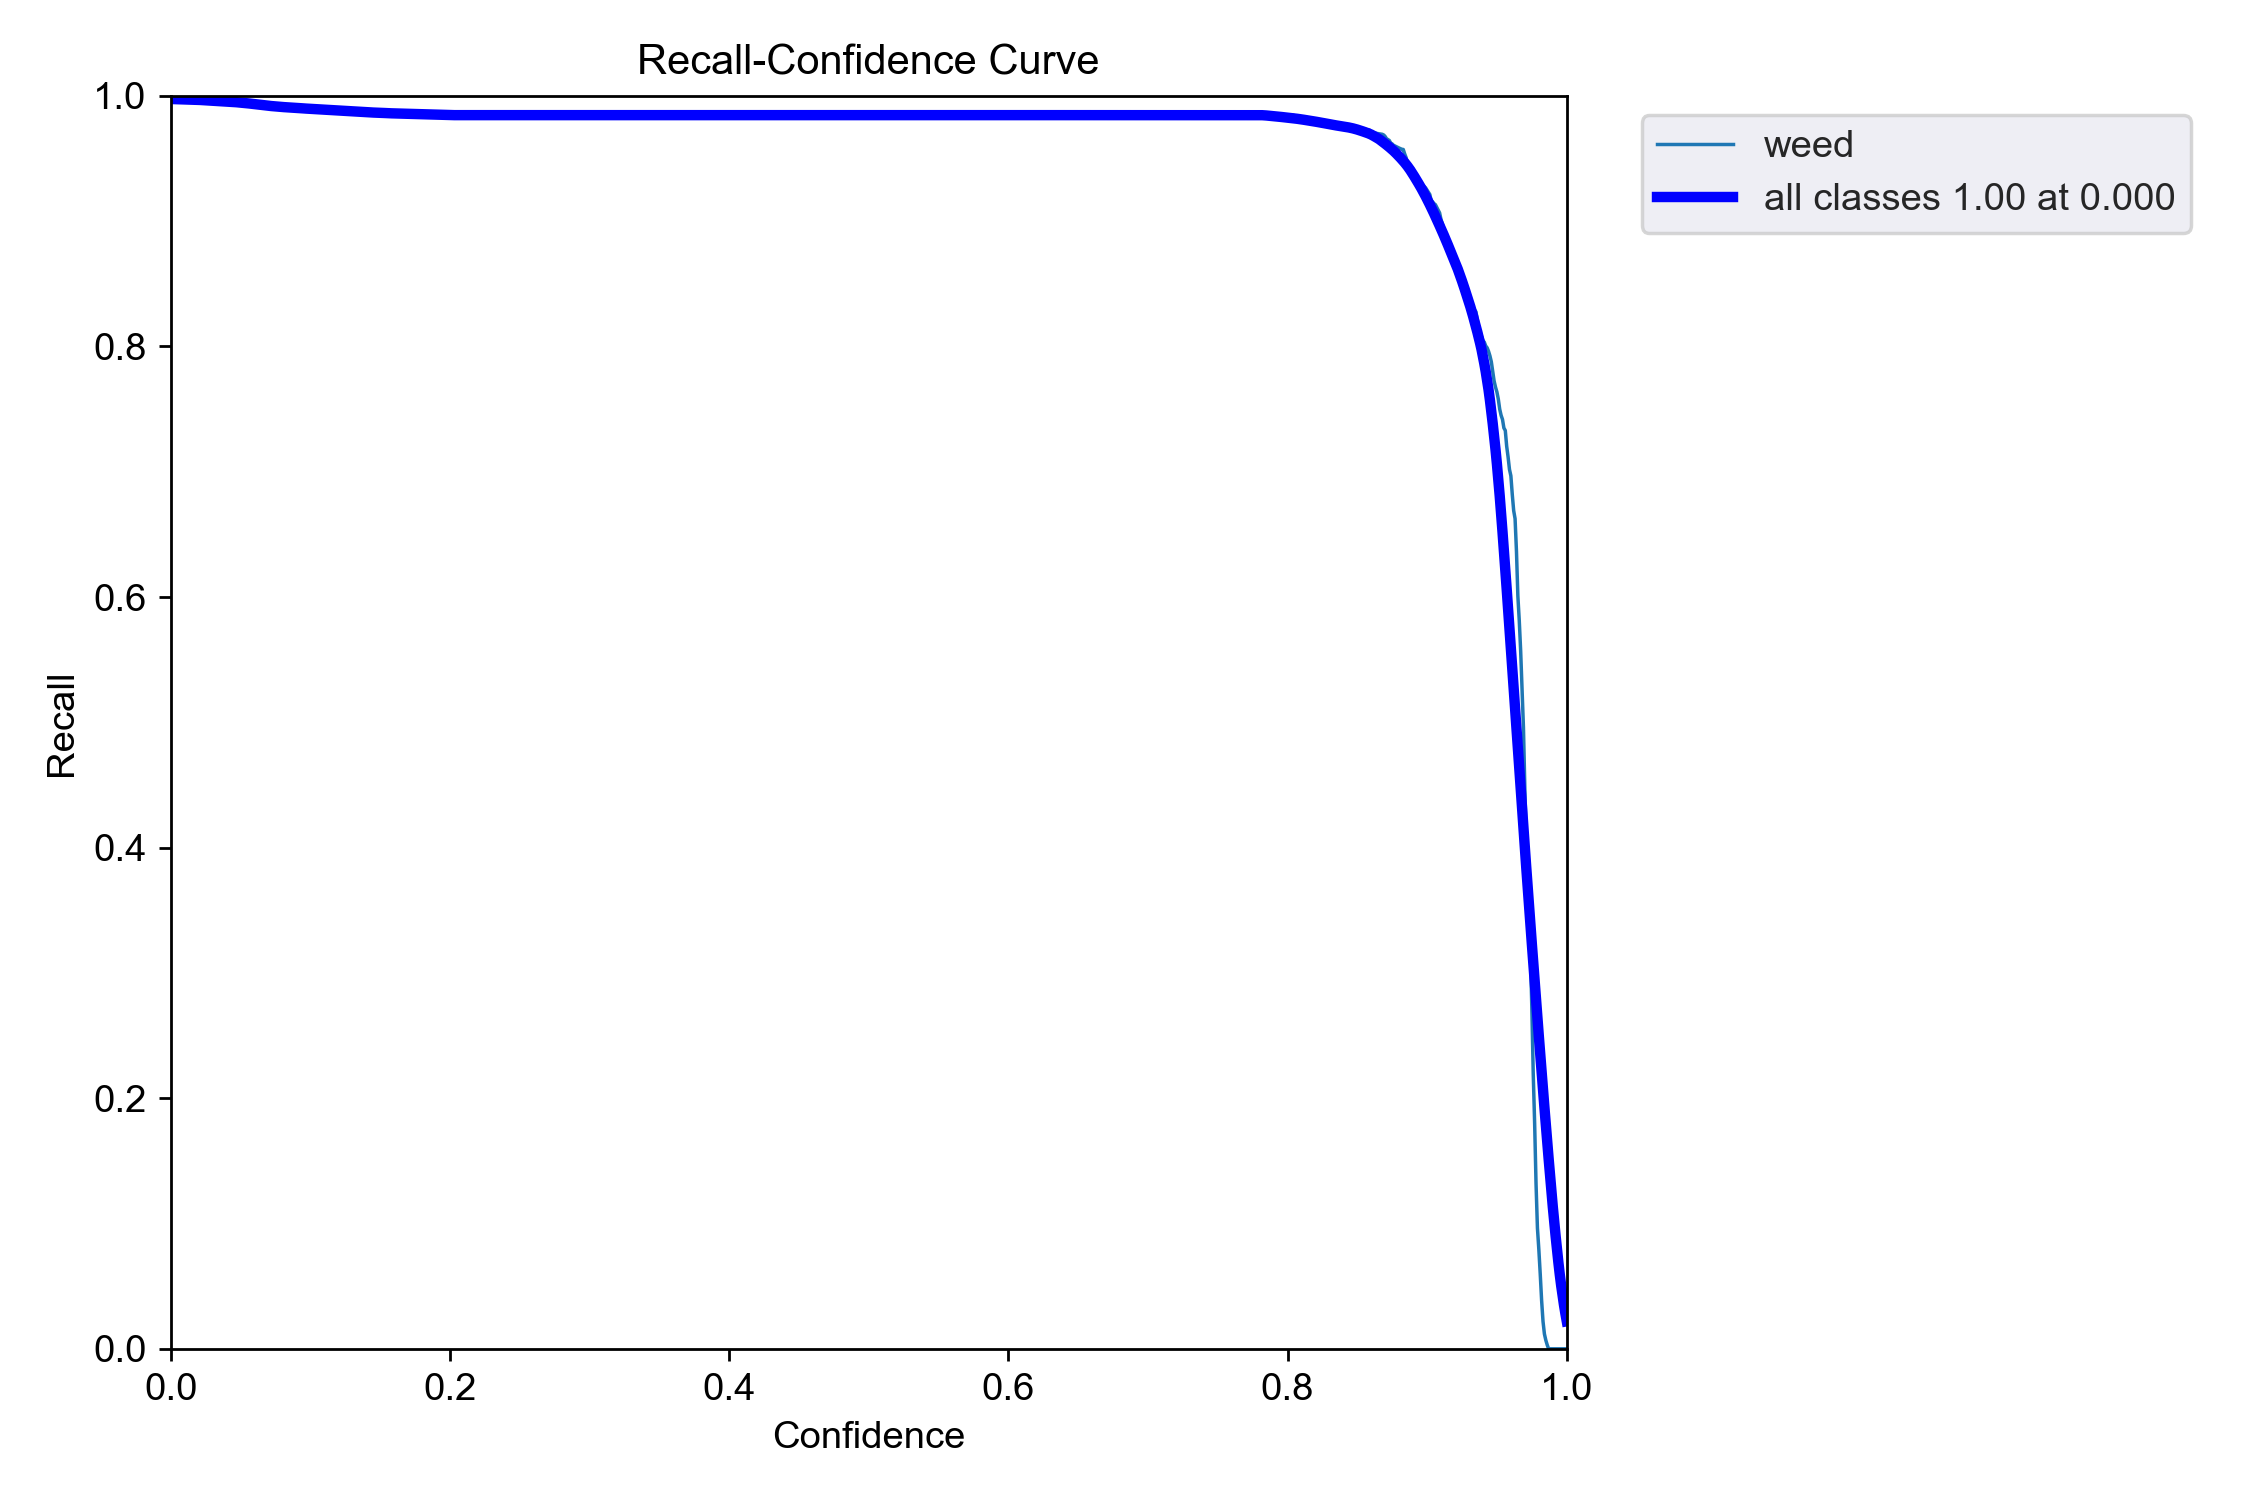 Recall-Confidence Curve
1.0
0.8
0.6
0.4
0.2
0.0
Recall
0.0 0.2 0.4 0.6 0.8 1.0
Confidence
weed
all classes 1.00 at 0.000